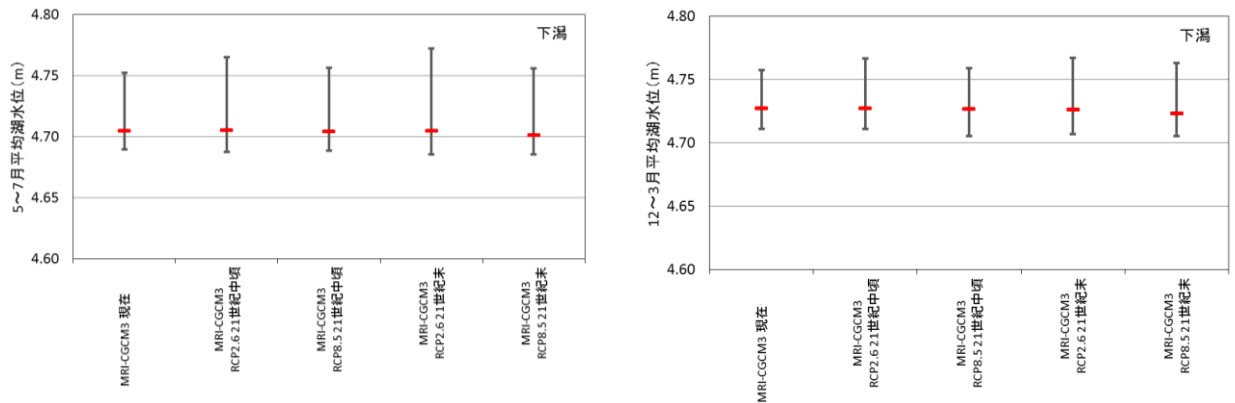 4.80
4.75
4.70
4.65
4.60
5～7月平均湖水位(m)
下潟
MRI-CGCM3 現在
MRI-CGCM3
RCP2.6 21世紀中頃
MRI-CGCM3
RCP8.5 21世紀中頃
MRI-CGCM3
RCP2.6 21世紀末
MRI-CGCM3
RCP8.5 21世紀末
4.80
4.75
4.70
4.65
4.60
12～3月平均湖水位(m)
下潟
MRI-CGCM3 現在
MRI-CGCM3
RCP2.6 21世紀中頃
MRI-CGCM3
RCP8.5 21世紀中頃
MRI-CGCM3
RCP2.6 21世紀末
MRI-CGCM3
RCP8.5 21世紀末